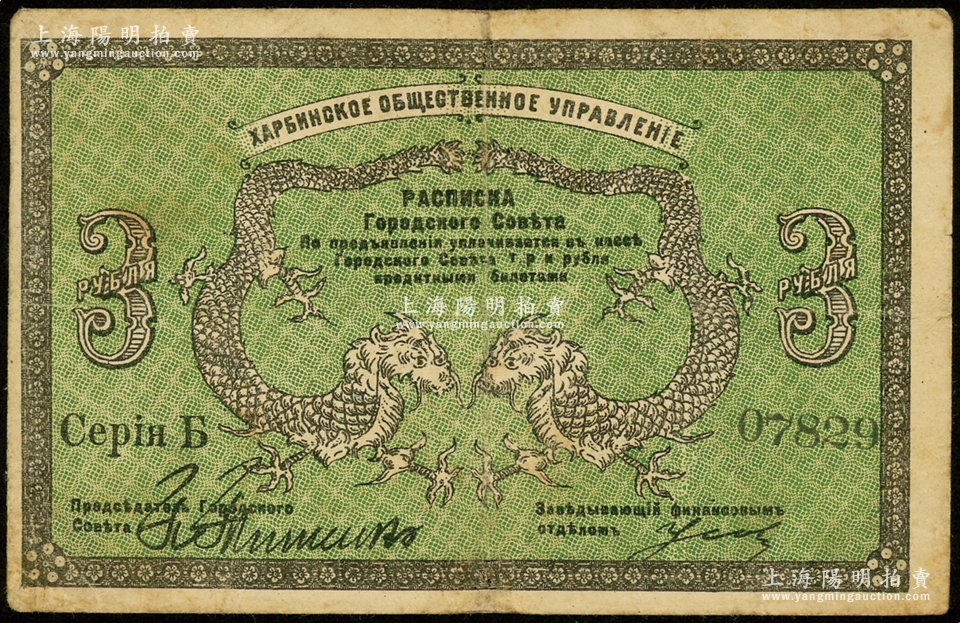 上海陽明拍賣
www.yangmingauction.com
ХАРБИНСКОЕ ОБЩЕСТВЕННОЕ УПРАВЛЕНІЕ
РАСПИСКА
Городского Совѣта
По предъявленіи уплачивается въ кассѣ
Городского Совѣта три рубля
кредитными билетами
3
РУБЛЯ
3
РУБЛЯ
上海陽明拍賣
www.yangmingauction.com
Серія Б
07829
Предсѣдатель Городского
Совѣта
Завѣдывающій финансовымъ
отдѣломъ
上海陽明拍賣
www.yangmingauction.com